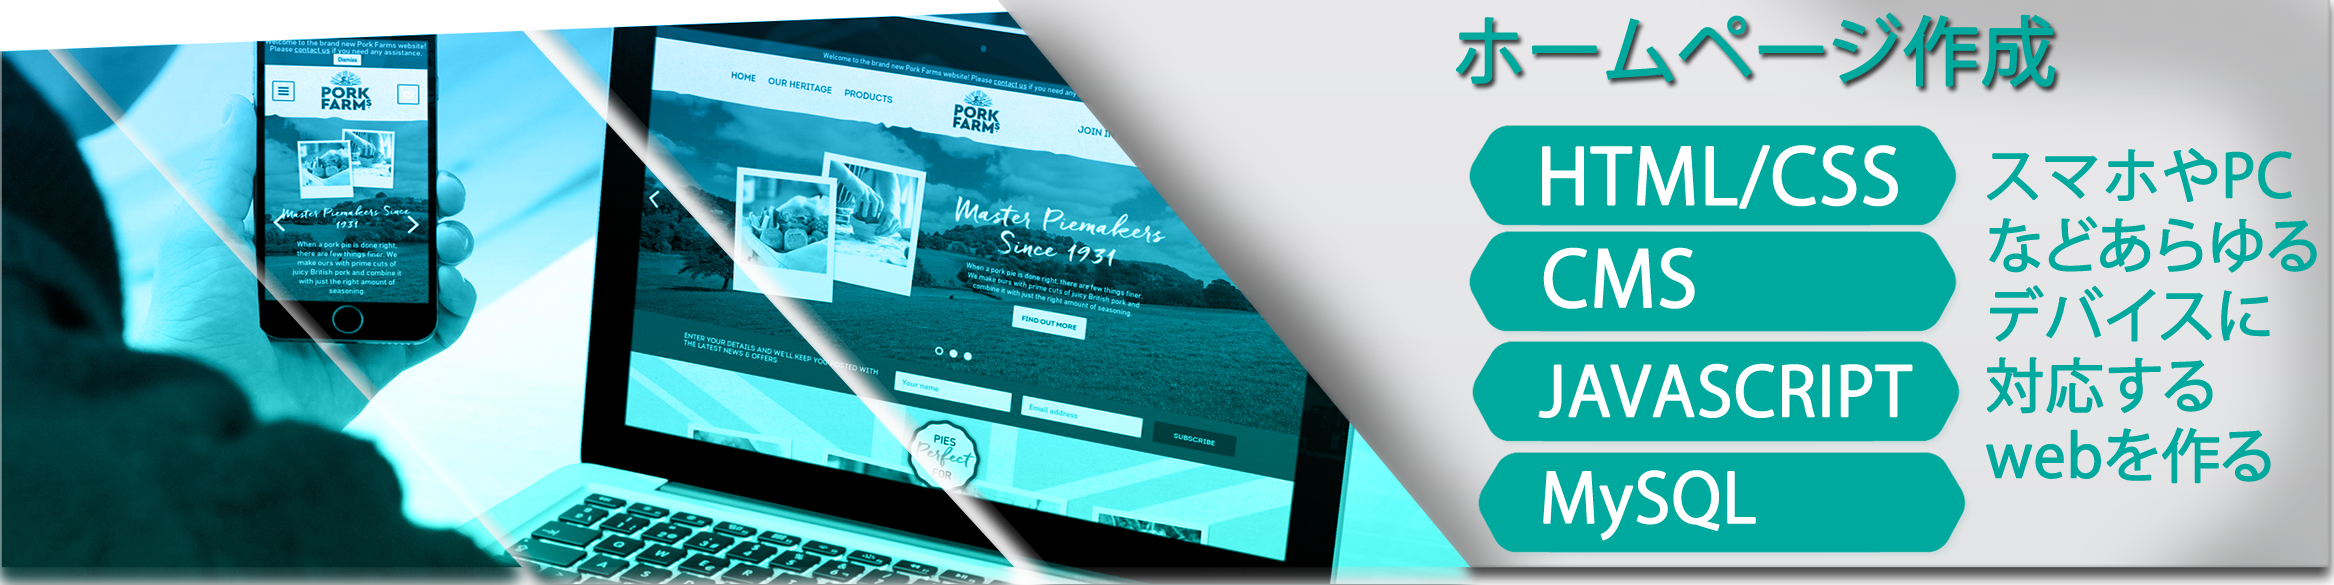 Welcome to the brand new Pork Farms website!
Please contact us if you need any assistance.
Dismiss
PORK
FARMS
Master Piemakers Since
1931
When a pork pie is done right,
there are few things finer. We
make ours with prime cuts of
juicy British pork and combine it
with just the right amount of
seasoning.
Welcome to the brand new Pork Farms website! Please contact us if you need any
HOME
OUR HERITAGE
PRODUCTS
PORK
FARMS
JOIN
Master Piemakers
Since 1931
When a pork pie is done right, there are few things finer.
We make ours with prime cuts of juicy British pork and
combine it with just the right amount of seasoning.
FIND OUT MORE
ENTER YOUR DETAILS AND WE'LL KEEP YOU POSTED WITH
THE LATEST NEWS & OFFERS
Your name
Email address
SUBSCRIBE
PIES
Perfect
FOR
ホームページ作成
HTML/CSS
CMS
JAVASCRIPT
MySQL
スマホやPC
などあらゆる
デバイスに
対応する
webを作る